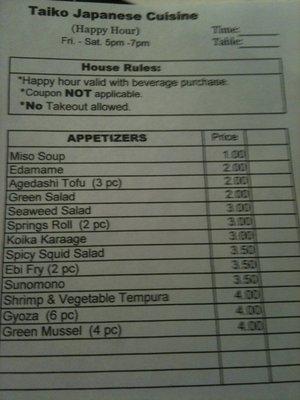 Taiko Japanese Cuisine
(Happy Hour)
Fri. - Sat. 5pm -7pm
Time:
Table:
House Rules:
*Happy hour valid with beverage purchase.
*Coupon NOT applicable.
*No Takeout allowed.
APPETIZERS Price
Miso Soup 1.00
Edamame 2.00
Agedashi Tofu (3 pc) 2.00
Green Salad 2.00
Seaweed Salad 3.00
Springs Roll (2 pc) 3.00
Koika Karaage 3.00
Spicy Squid Salad 3.50
Ebi Fry (2 pc) 3.50
Sunomono 3.50
Shrimp & Vegetable Tempura 4.00
Gyoza (6 pc) 4.00
Green Mussel (4 pc) 4.00